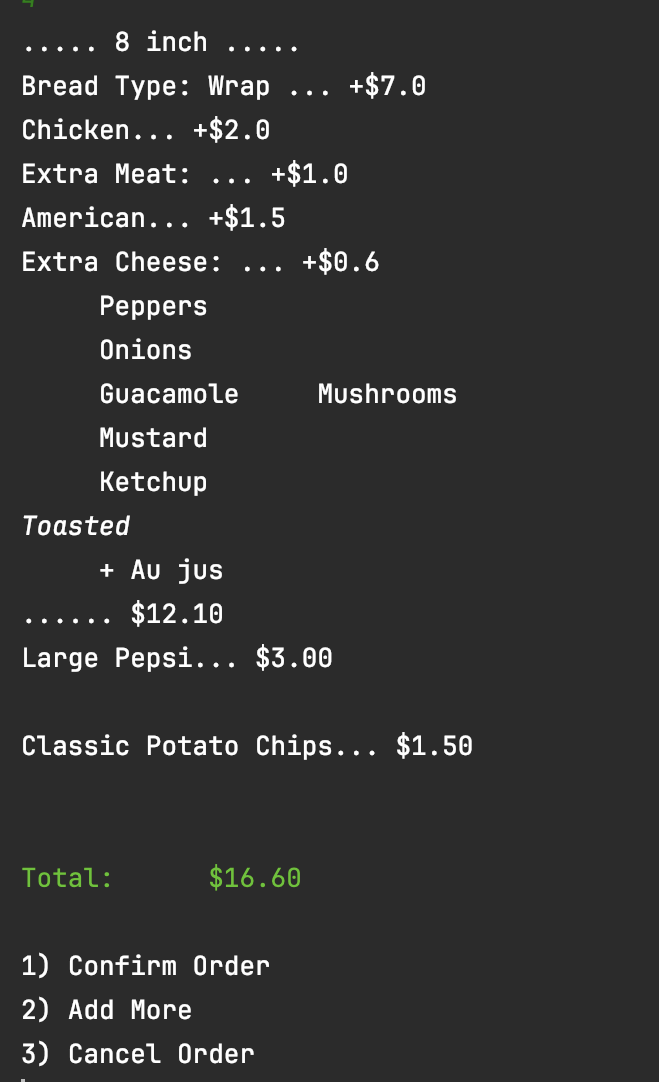 ..... 8 inch .....
Bread Type: Wrap ... +$7.0
Chicken... +$2.0
Extra Meat: ... +$1.0
American... +$1.5
Extra Cheese: ... +$0.6
Peppers
Onions
Guacamole     Mushrooms
Mustard
Ketchup
Toasted
+ Au jus
...... $12.10
Large Pepsi... $3.00
Classic Potato Chips... $1.50
Total:      $16.60
1) Confirm Order
2) Add More
3) Cancel Order